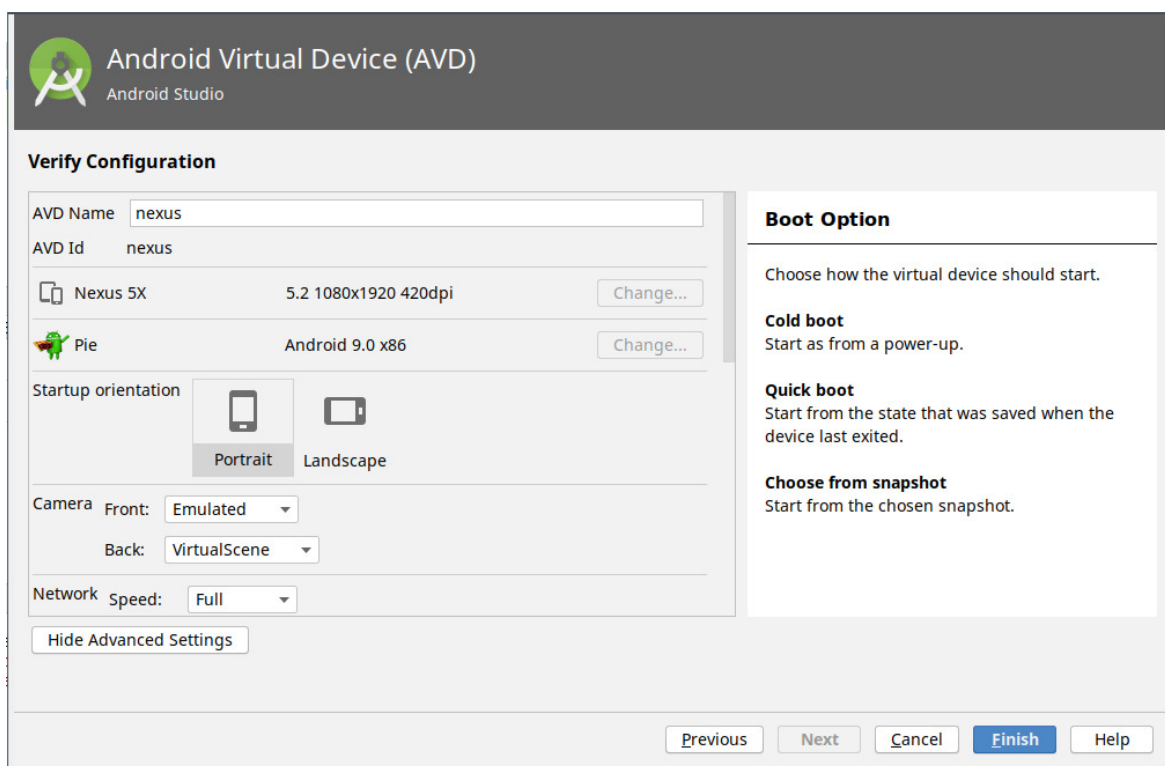 Android Virtual Device (AVD)
Android Studio
Verify Configuration
AVD Name nexus
AVD Id nexus
Nexus 5X 5.2 1080x1920 420dpi Change...
Pie Android 9.0 x86 Change...
Startup orientation
Portrait Landscape
Camera Front: Emulated
Back: VirtualScene
Network Speed: Full
Hide Advanced Settings
Boot Option
Choose how the virtual device should start.
Cold boot
Start as from a power-up.
Quick boot
Start from the state that was saved when the
device last exited.
Choose from snapshot
Start from the chosen snapshot.
Previous Next Cancel Finish Help